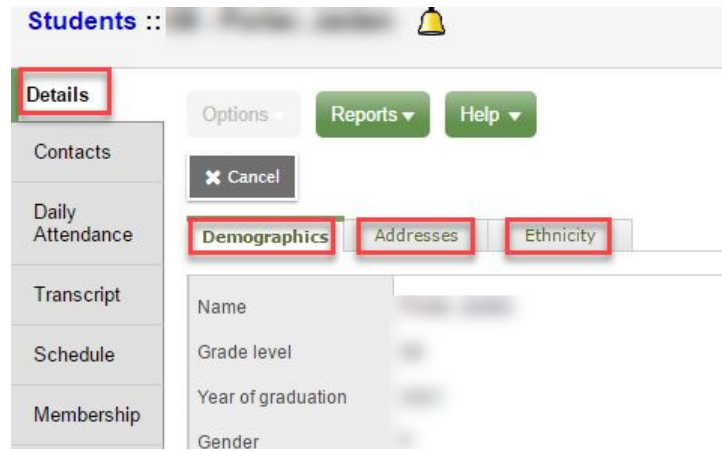 Students ::
Details
Contacts
Daily
Attendance
Transcript
Schedule
Membership
Options
Reports
Help
Cancel
Demographics Addresses Ethnicity
Name
Grade level
Year of graduation
Gender